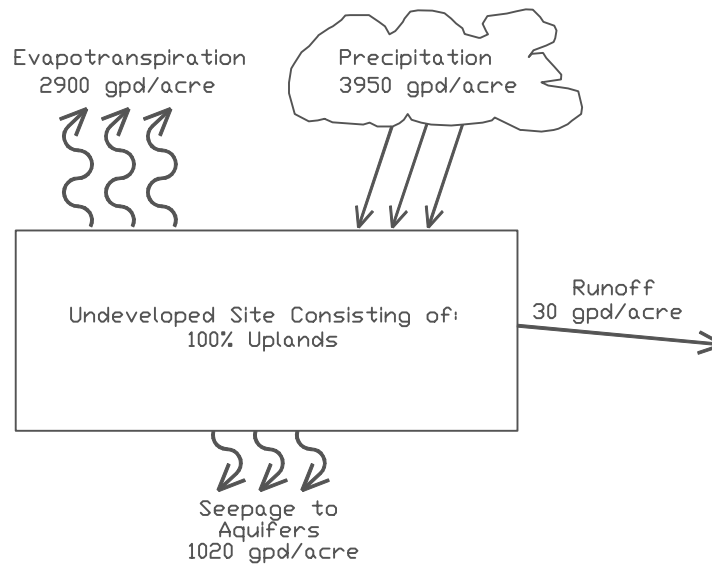 Evapotranspiration
2900 gpd/acre
Precipitation
3950 gpd/acre
Undeveloped Site Consisting of:
100% Uplands
Runoff
30 gpd/acre
Seepage to
Aquifers
1020 gpd/acre